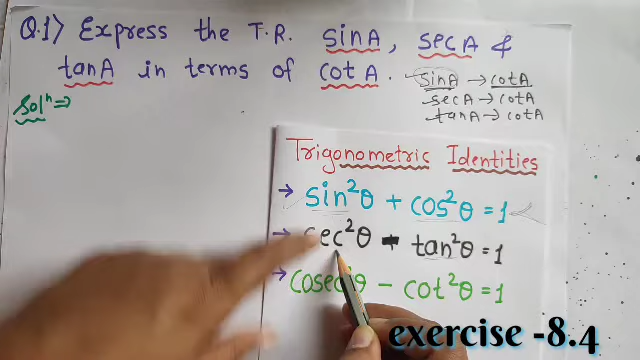 Q.1) Express the T.R. sinA, secA &
tanA in terms of cotA.
sinA → cotA
secA → cotA
tanA → cotA
Solⁿ ⇒
Trigonometric Identities
→ sin²θ + cos²θ = 1
→ sec²θ - tan²θ = 1
→ - cot²θ = 1
exercise -8.4